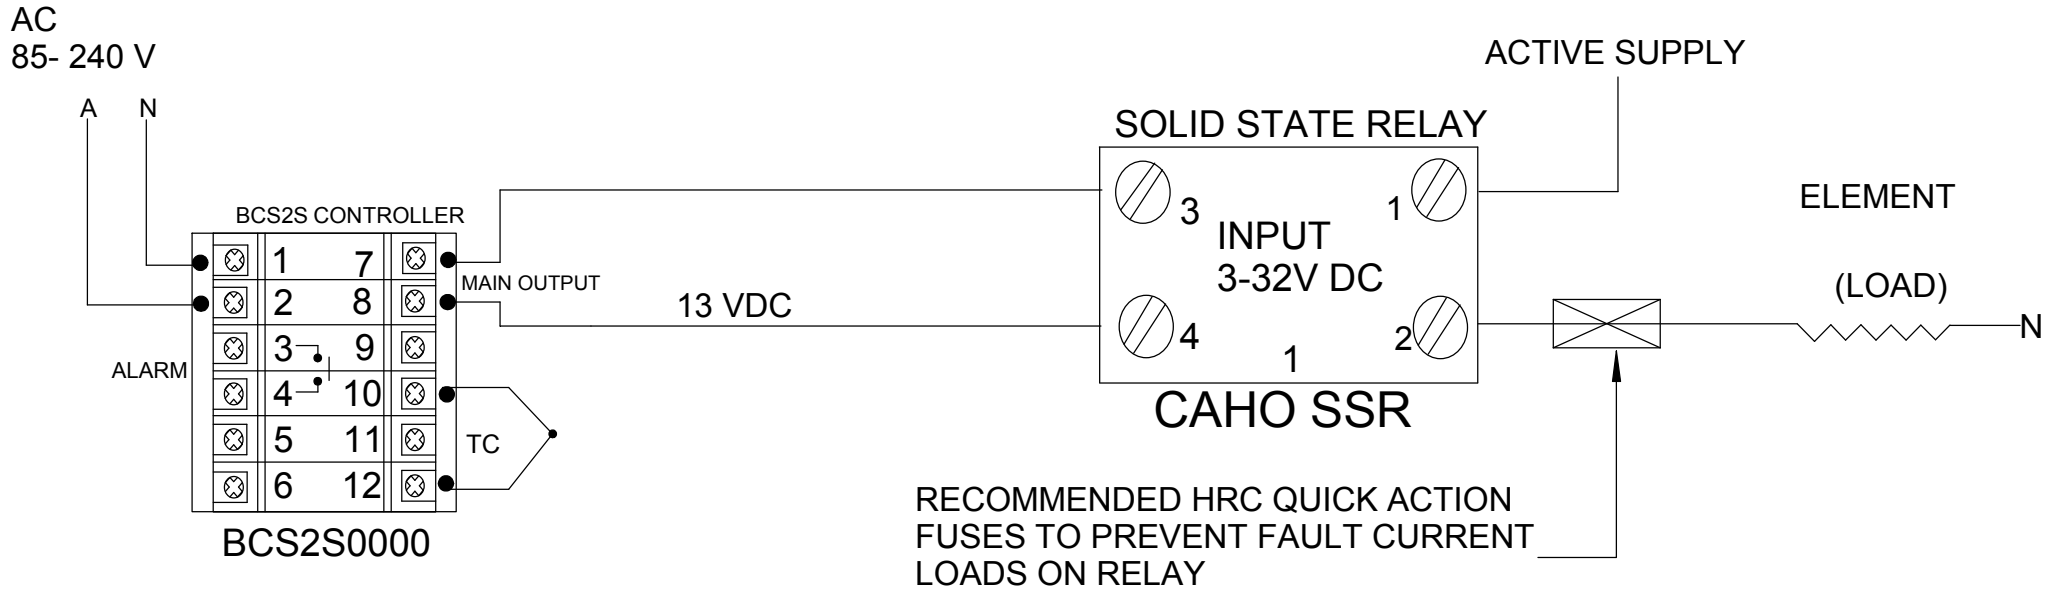 AC
85- 240 V
A N
BCS2S CONTROLLER
1 7
2 8
3 9
4 10
5 11
6 12
ALARM
MAIN OUTPUT
TC
BCS2S0000
13 VDC
SOLID STATE RELAY
3 1
INPUT
3-32V DC
4 2
1
CAHO SSR
ACTIVE SUPPLY
ELEMENT
(LOAD)
N
RECOMMENDED HRC QUICK ACTION
FUSES TO PREVENT FAULT CURRENT
LOADS ON RELAY